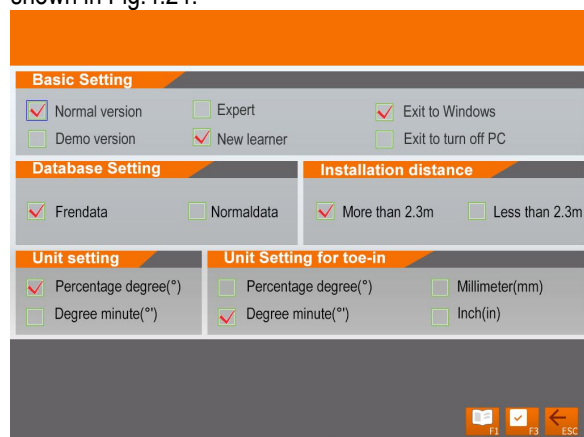 shown in Fig.1.21.
Basic Setting
Normal version Expert Exit to Windows
Demo version New learner Exit to turn off PC
Database Setting Installation distance
Frendata Normaldata More than 2.3m Less than 2.3m
Unit setting Unit Setting for toe-in
Percentage degree(°) Percentage degree(°) Millimeter(mm)
Degree minute(°') Degree minute(°') Inch(in)
F1 F3 ESC